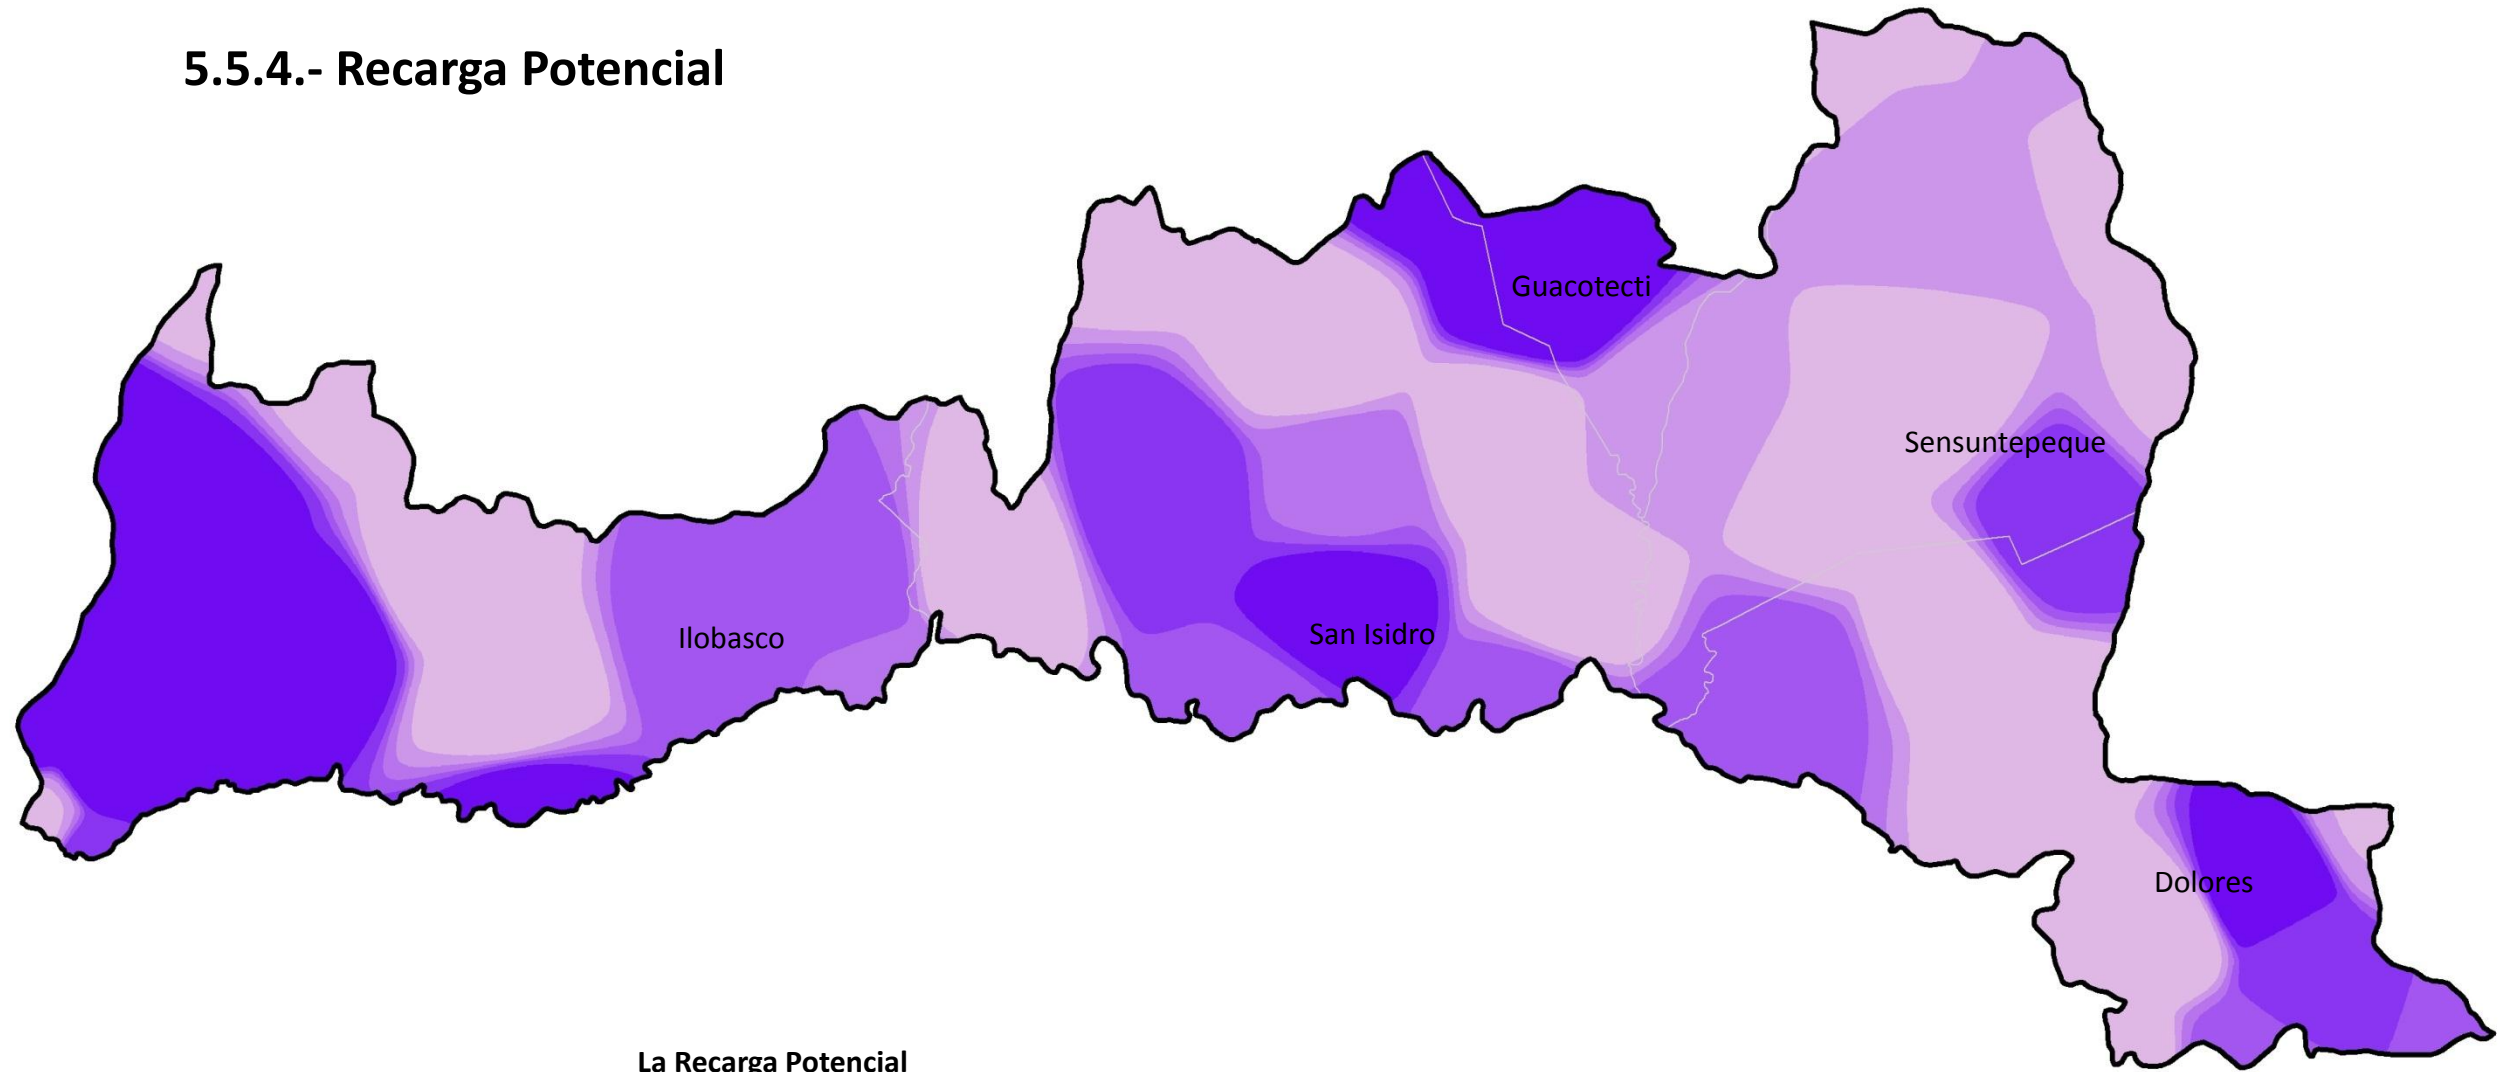 5.5.4.- Recarga Potencial
Guacotecti
Sensuntepeque
Ilobasco
San Isidro
Dolores
La Recarga Potencial